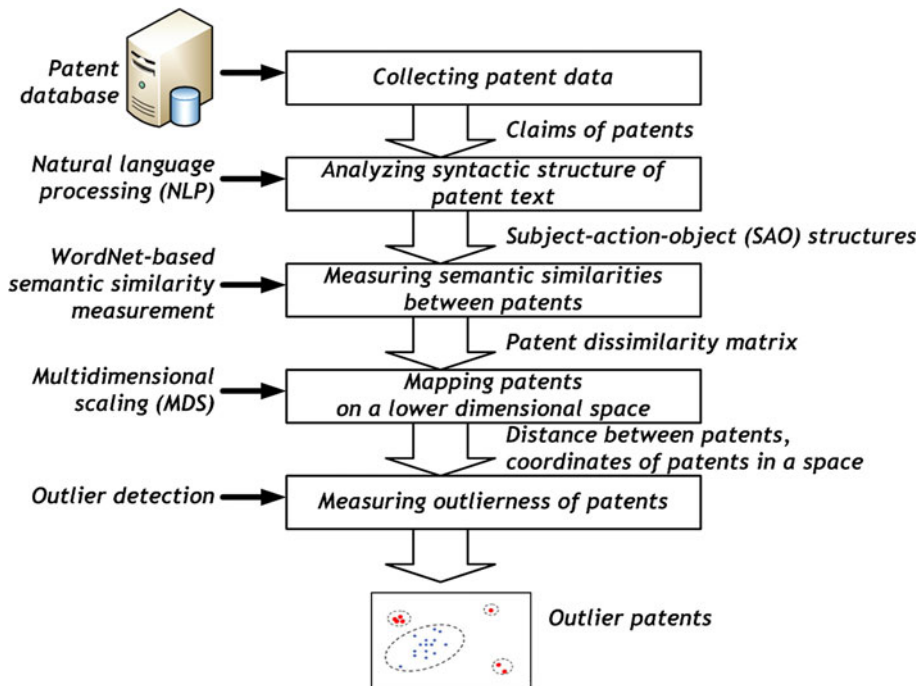 Patent
database
Collecting patent data
Claims of patents
Natural language
processing (NLP)
Analyzing syntactic structure of
patent text
Subject-action-object (SAO) structures
WordNet-based
semantic similarity
measurement
Measuring semantic similarities
between patents
Patent dissimilarity matrix
Multidimensional
scaling (MDS)
Mapping patents
on a lower dimensional space
Distance between patents,
coordinates of patents in a space
Outlier detection
Measuring outlierness of patents
Outlier patents